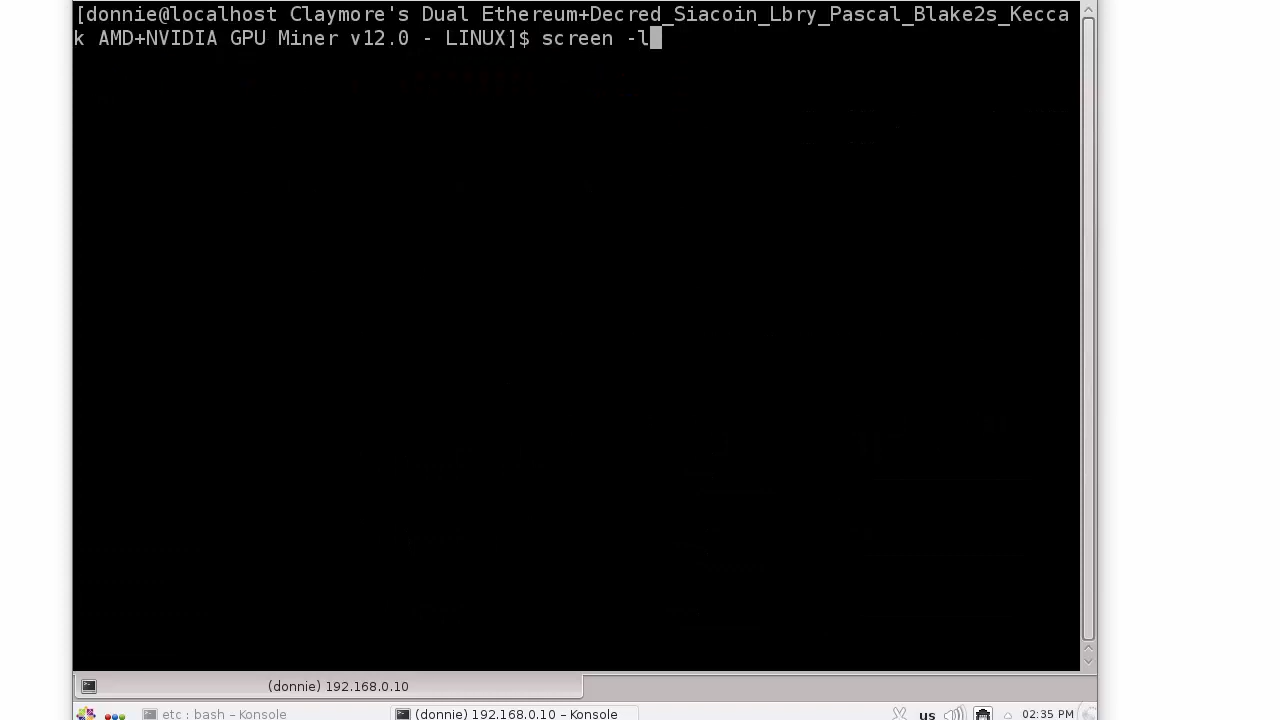 [donnie@localhost Claymore's Dual Ethereum+Decred_Siacoin_Lbry_Pascal_Blake2s_Kecca
k AMD+NVIDIA GPU Miner v12.0 - LINUX]$ screen -l
(donnie) 192.168.0.10
etc : bash – Konsole
(donnie) 192.168.0.10 – Konsole
us
02:35 PM